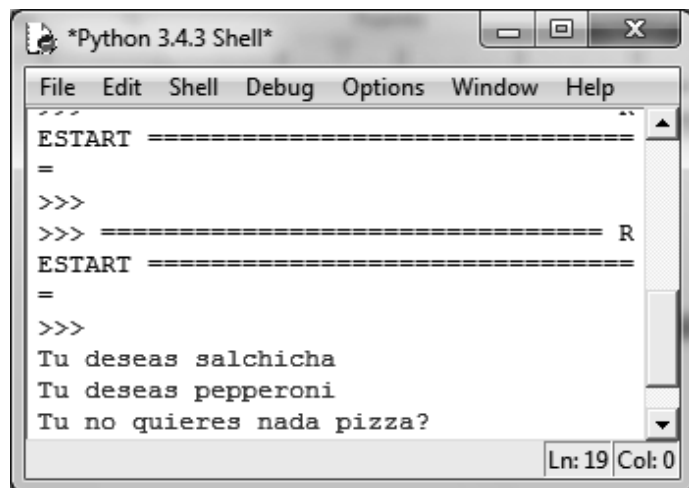 *Python 3.4.3 Shell*
File Edit Shell Debug Options Window Help
>>> R
ESTART ===============================
=
>>>
>>> ================================ R
ESTART ===============================
=
>>>
Tu deseas salchicha
Tu deseas pepperoni
Tu no quieres nada pizza?
Ln: 19 Col: 0